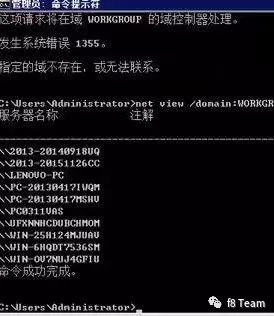 管理员: 命令提示符
这项请求将在域 WORKGROUP 的域控制器处理。
发生系统错误 1355。
指定的域不存在，或无法联系。
C:\Users\Administrator>net view /domain:WORKGR
服务器名称 注解
\\2013-20140918UQ
\\2013-20151126CC
\\LENOVO-PC
\\PC-20130417IWQM
\\PC-20130417MSHV
\\PC0311VAS
\\UFXNNHCDVBCHMOM
\\WIN-25H124MJUAV
\\WIN-6HQDT7536SM
\\WIN-OV7NUJ4GFIU
命令成功完成。
C:\Users\Administrator>
f8 Team